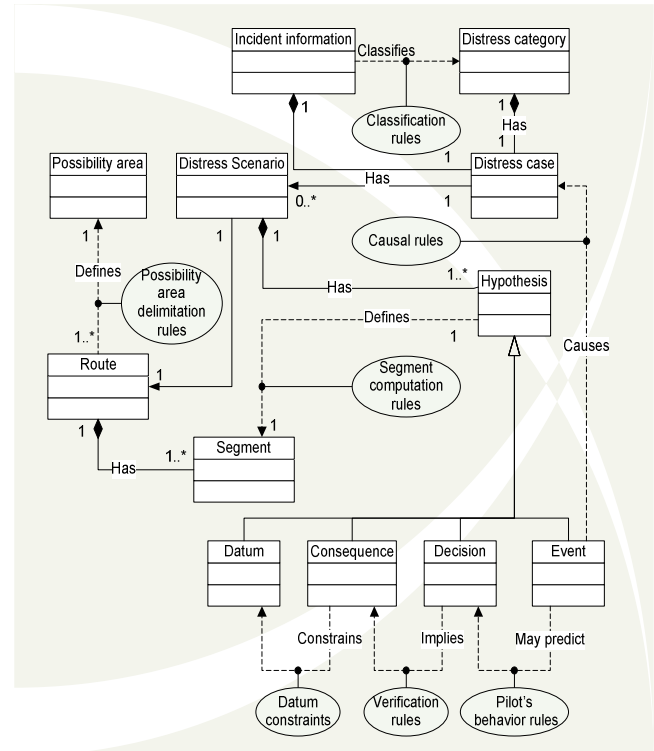 Incident information
Classifies
Distress category
1
1
Has
1
Classification
rules
1
Possibility area
Distress Scenario
Has
Distress case
0..*
1
1
1
1
Causal rules
Defines
Possibility
area
delimitation
rules
1..*
Has
Hypothesis
Defines
1
1..*
Causes
Route
1
Segment
computation
rules
1
1
1..*
Has
Segment
Datum
Consequence
Decision
Event
Constrains
Implies
May predict
Datum
constraints
Verification
rules
Pilot's
behavior rules